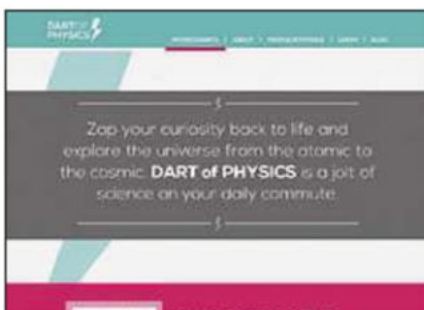 DART OF
PHYSICS
Zap your curiosity back to life and
explore the universe from the atomic to
the cosmic. DART of PHYSICS is a jolt of
science on your daily commute.